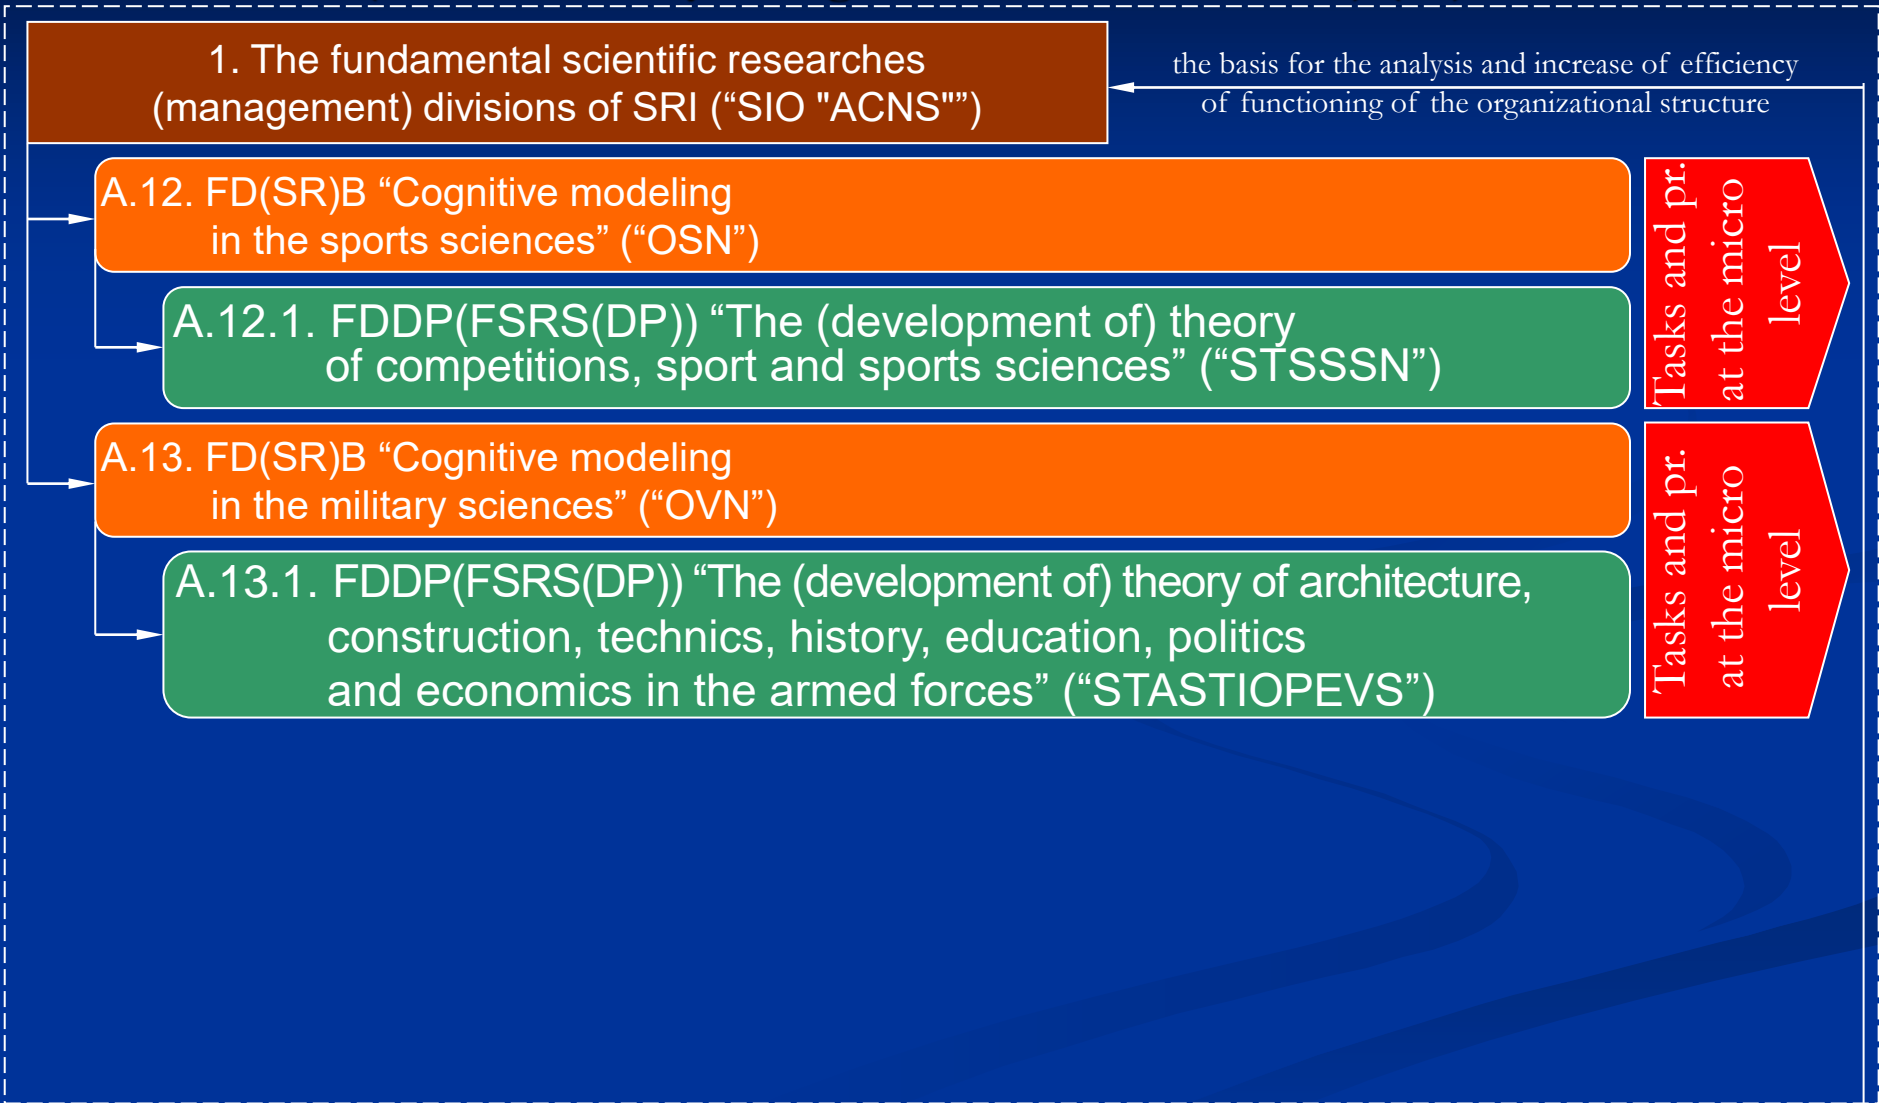 1. The fundamental scientific researches
(management) divisions of SRI (“SIO "ACNS"”)
the basis for the analysis and increase of efficiency
of functioning of the organizational structure
A.12. FD(SR)B “Cognitive modeling
in the sports sciences” (“OSN”)
A.12.1. FDDP(FSRS(DP)) “The (development of) theory
of competitions, sport and sports sciences” (“STSSSN”)
Tasks and pr.
at the micro
level
A.13. FD(SR)B “Cognitive modeling
in the military sciences” (“OVN”)
A.13.1. FDDP(FSRS(DP)) “The (development of) theory of architecture,
construction, technics, history, education, politics
and economics in the armed forces” (“STASTIOPEVS”)
Tasks and pr.
at the micro
level